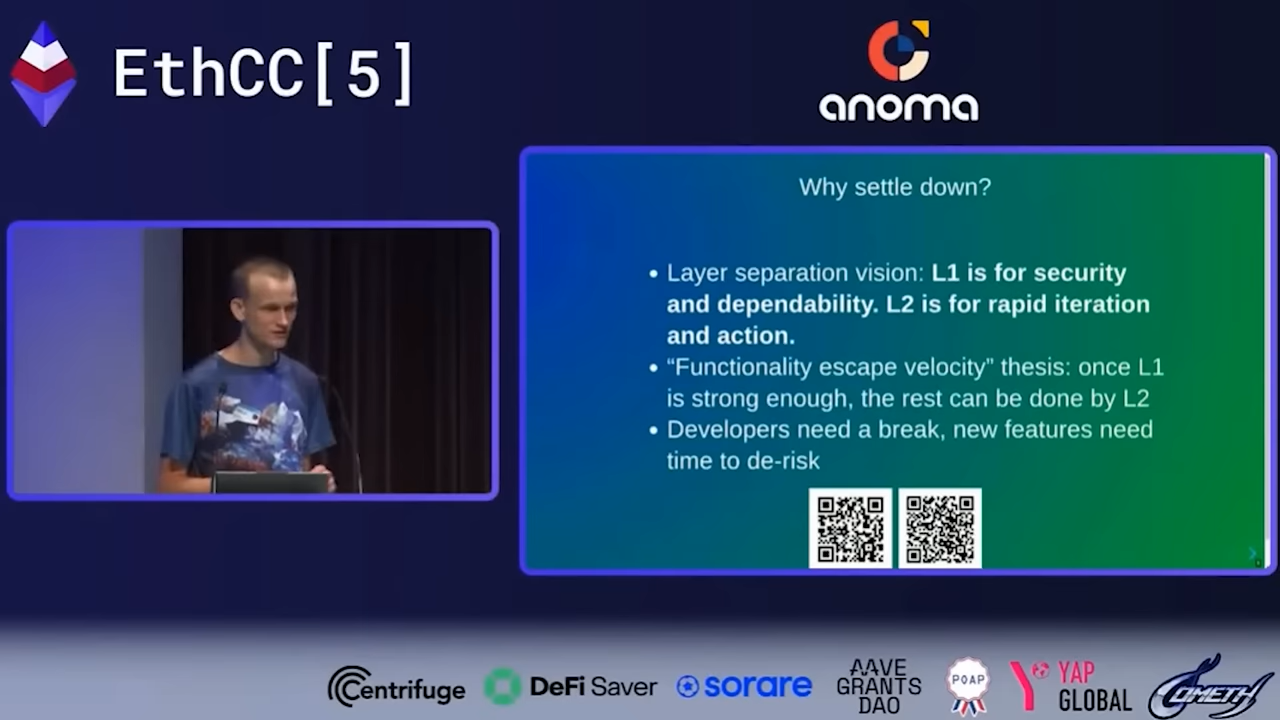 EthCC[5]
anoma
Why settle down?
• Layer separation vision: L1 is for security
and dependability. L2 is for rapid iteration
and action.
• “Functionality escape velocity” thesis: once L1
is strong enough, the rest can be done by L2
• Developers need a break, new features need
time to de-risk
Centrifuge
DeFi Saver
sorare
AAVE
GRANTS
DAO
POAP
YAP
GLOBAL
COMETH